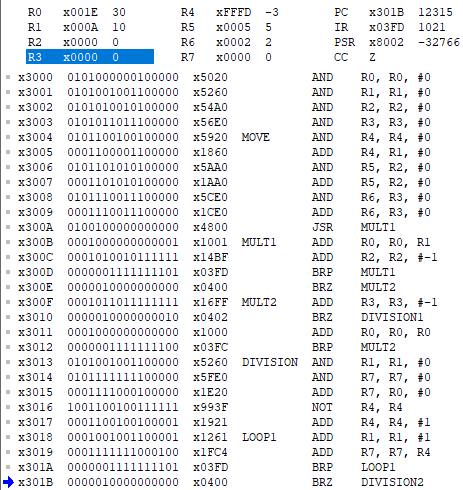 R0 x001E 30 R4 xFFFD -3 PC x301B 12315
R1 x000A 10 R5 x0005 5 IR x03FD 1021
R2 x0000 0 R6 x0002 2 PSR x8002 -32766
R3 x0000 0 R7 x0000 0 CC Z
x3000 0101000000100000 x5020 AND R0, R0, #0
x3001 0101001001100000 x5260 AND R1, R1, #0
x3002 0101010010100000 x54A0 AND R2, R2, #0
x3003 0101011011100000 x56E0 AND R3, R3, #0
x3004 0101100100100000 x5920 MOVE AND R4, R4, #0
x3005 0001100001100000 x1860 ADD R4, R1, #0
x3006 0101101010100000 x5AA0 AND R5, R2, #0
x3007 0001101010100000 x1AA0 ADD R5, R2, #0
x3008 0101110011100000 x5CE0 AND R6, R3, #0
x3009 0001110011100000 x1CE0 ADD R6, R3, #0
x300A 0100100000000000 x4800 JSR MULT1
x300B 0001000000000001 x1001 MULT1 ADD R0, R0, R1
x300C 0001010010111111 x14BF ADD R2, R2, #-1
x300D 0000001111111101 x03FD BRP MULT1
x300E 0000010000000000 x0400 BRZ MULT2
x300F 0001011011111111 x16FF MULT2 ADD R3, R3, #-1
x3010 0000010000000010 x0402 BRZ DIVISION1
x3011 0001000000000000 x1000 ADD R0, R0, R0
x3012 0000001111111100 x03FC BRP MULT2
x3013 0101001001100000 x5260 DIVISION AND R1, R1, #0
x3014 0101111111100000 x5FE0 AND R7, R7, #0
x3015 0001111000100000 x1E20 ADD R7, R0, #0
x3016 1001100100111111 x993F NOT R4, R4
x3017 0001100100100001 x1921 ADD R4, R4, #1
x3018 0001001001100001 x1261 LOOP1 ADD R1, R1, #1
x3019 0001111111000100 x1FC4 ADD R7, R7, R4
x301A 0000001111111101 x03FD BRP LOOP1
x301B 0000010000000000 x0400 BRZ DIVISION2